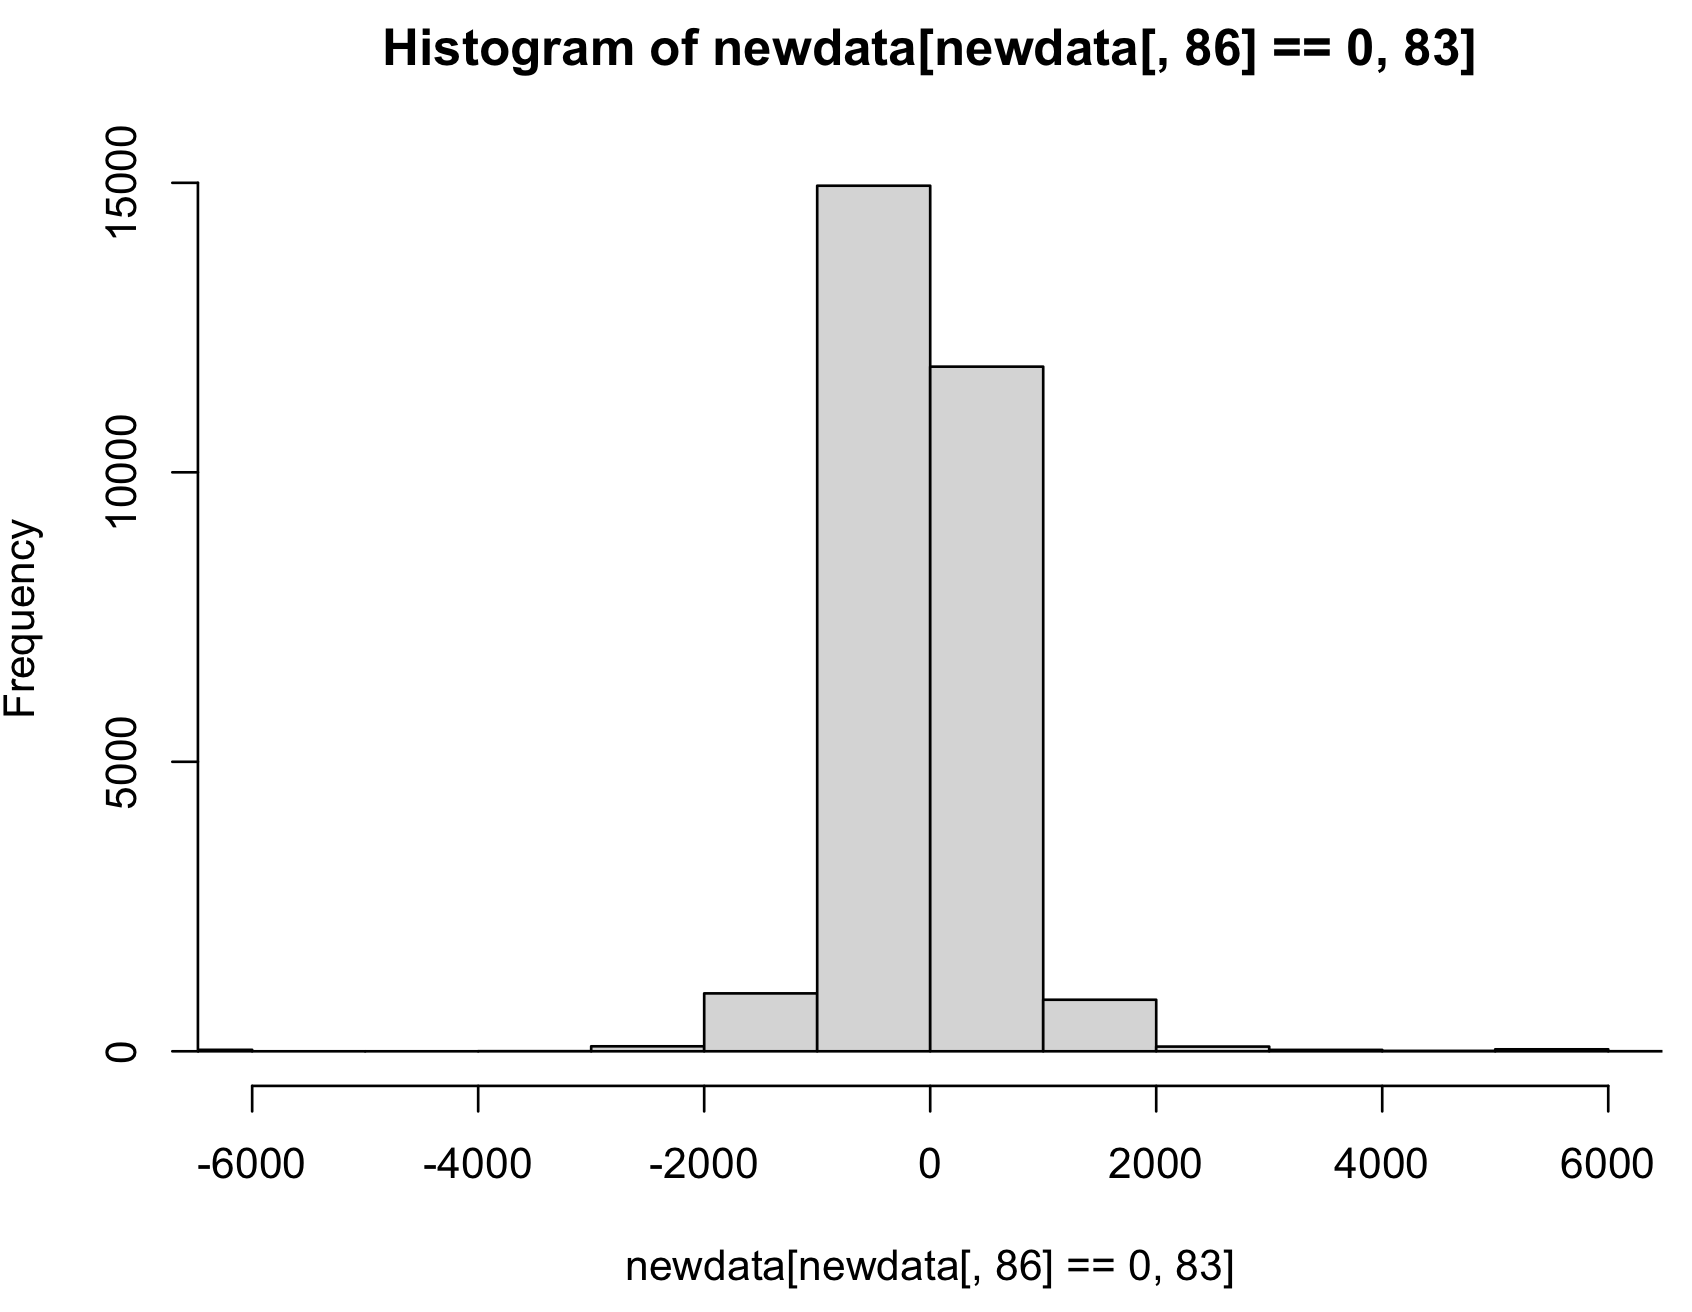 Histogram of newdata[newdata[, 86] == 0, 83]
Frequency
15000
10000
5000
0
-6000 -4000 -2000 0 2000 4000 6000
newdata[newdata[, 86] == 0, 83]